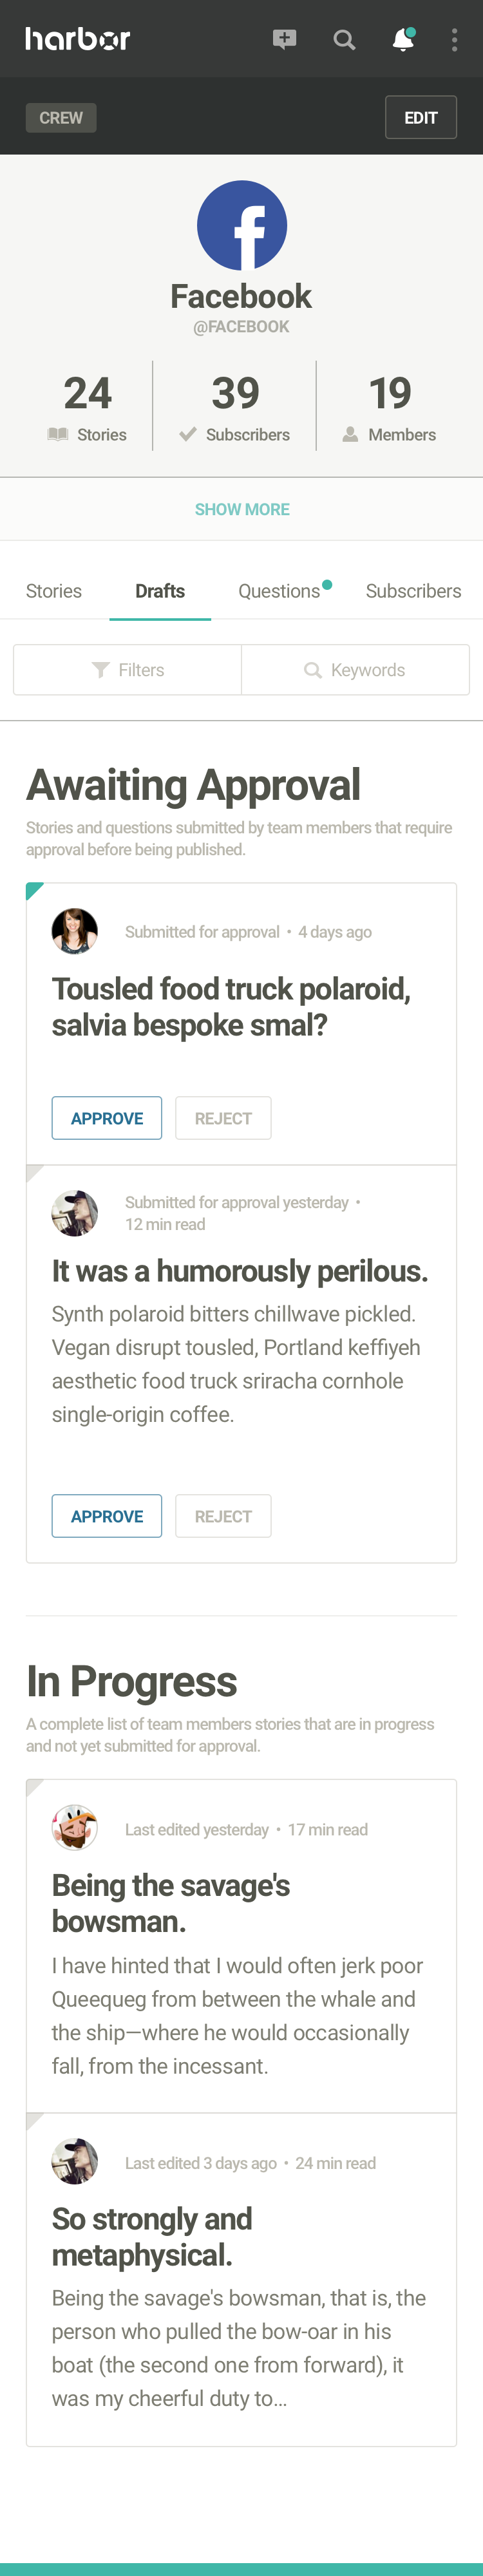 harbor
CREW
EDIT
Facebook
@FACEBOOK
24
39
19
Stories
Subscribers
Members
SHOW MORE
Stories
Drafts
Questions
Subscribers
Filters
Keywords
Awaiting Approval
Stories and questions submitted by team members that require
approval before being published.
Submitted for approval • 4 days ago
Tousled food truck polaroid,
salvia bespoke smal?
APPROVE
REJECT
Submitted for approval yesterday •
12 min read
It was a humorously perilous.
Synth polaroid bitters chillwave pickled.
Vegan disrupt tousled, Portland keffiyeh
aesthetic food truck sriracha cornhole
single-origin coffee.
APPROVE
REJECT
In Progress
A complete list of team members stories that are in progress
and not yet submitted for approval.
Last edited yesterday • 17 min read
Being the savage's
bowsman.
I have hinted that I would often jerk poor
Queequeg from between the whale and
the ship—where he would occasionally
fall, from the incessant.
Last edited 3 days ago • 24 min read
So strongly and
metaphysical.
Being the savage's bowsman, that is, the
person who pulled the bow-oar in his
boat (the second one from forward), it
was my cheerful duty to...